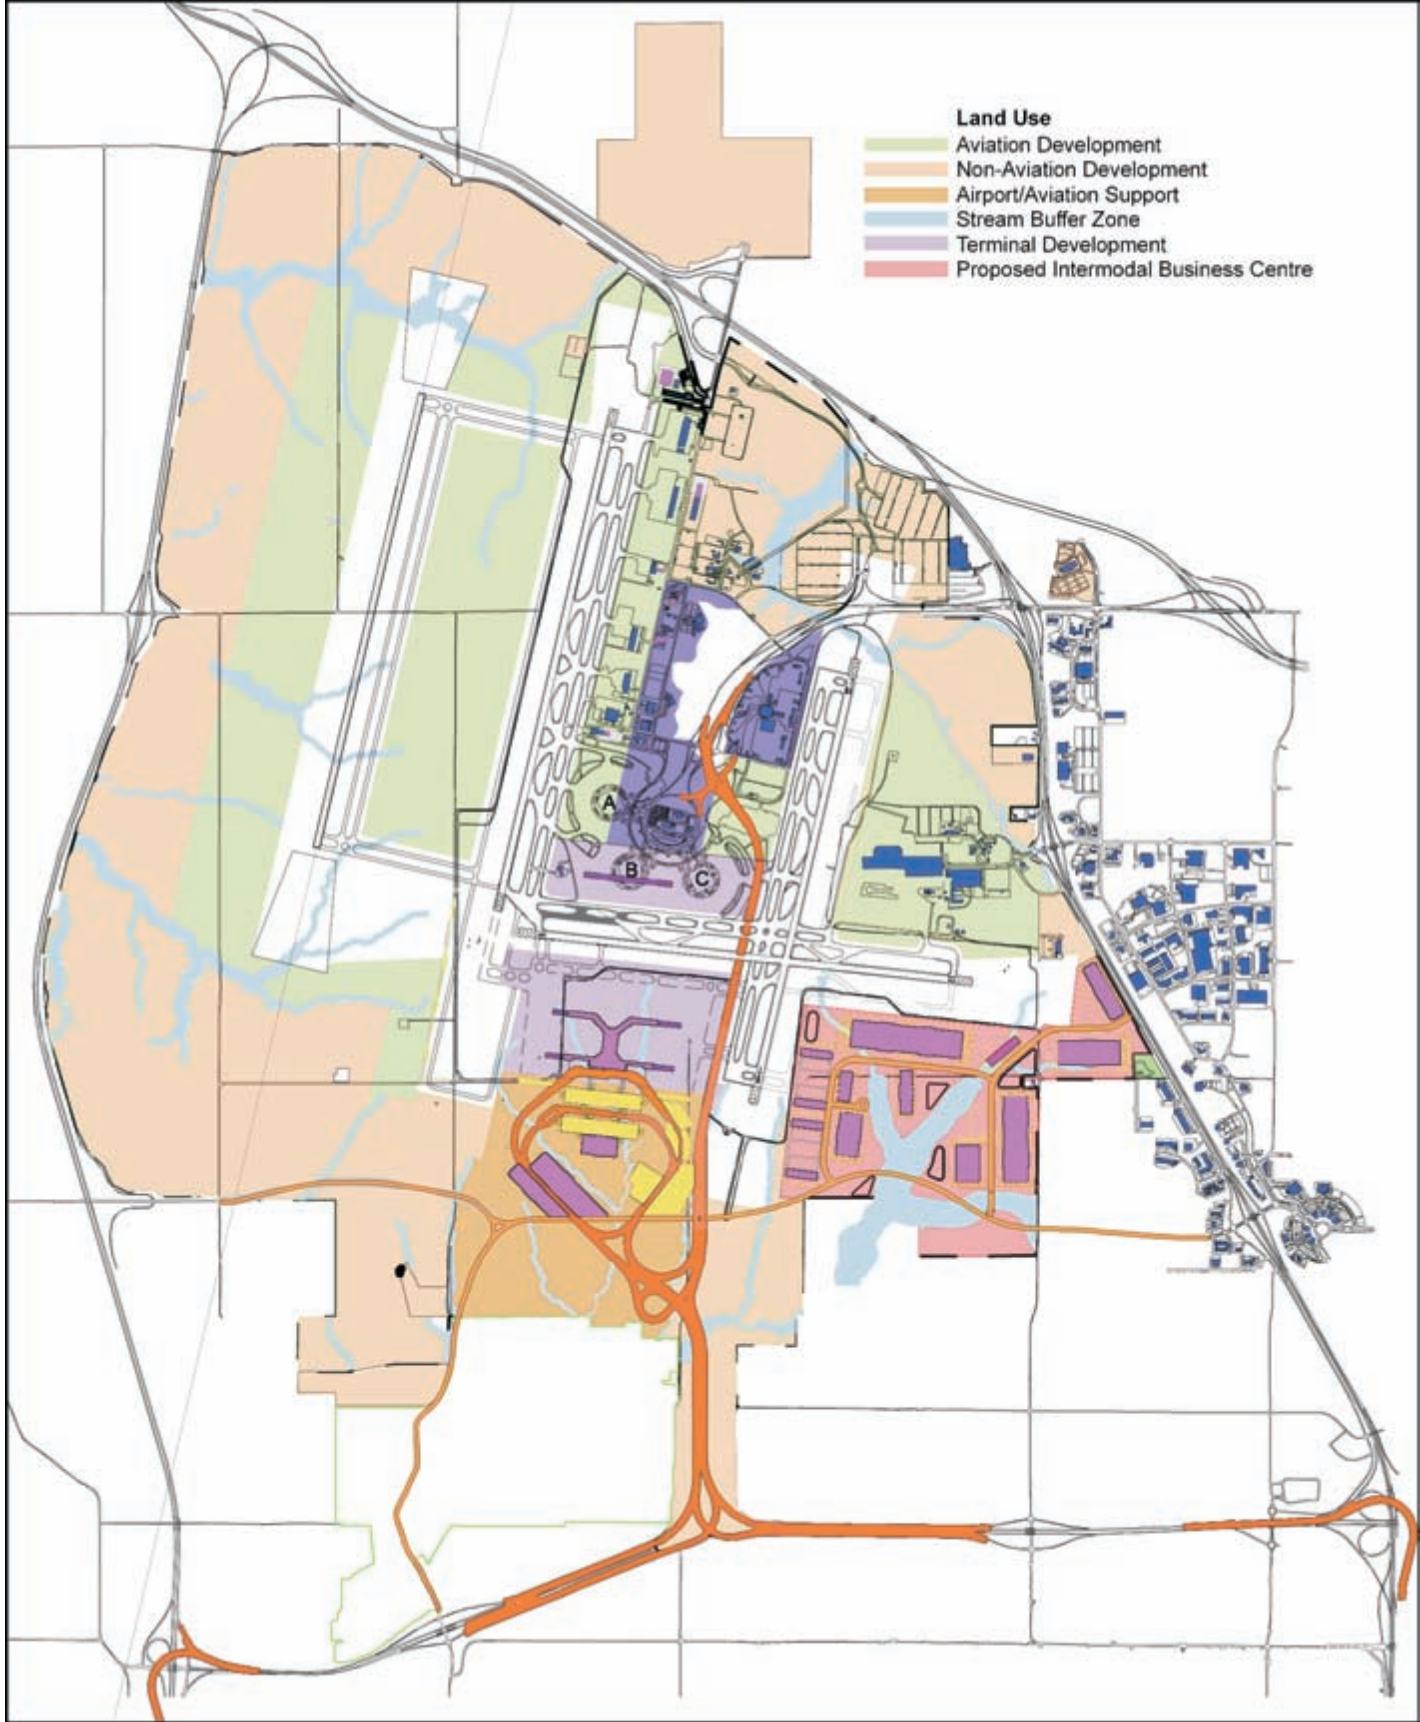 Land Use
Aviation Development
Non-Aviation Development
Airport/Aviation Support
Stream Buffer Zone
Terminal Development
Proposed Intermodal Business Centre
A
B
C